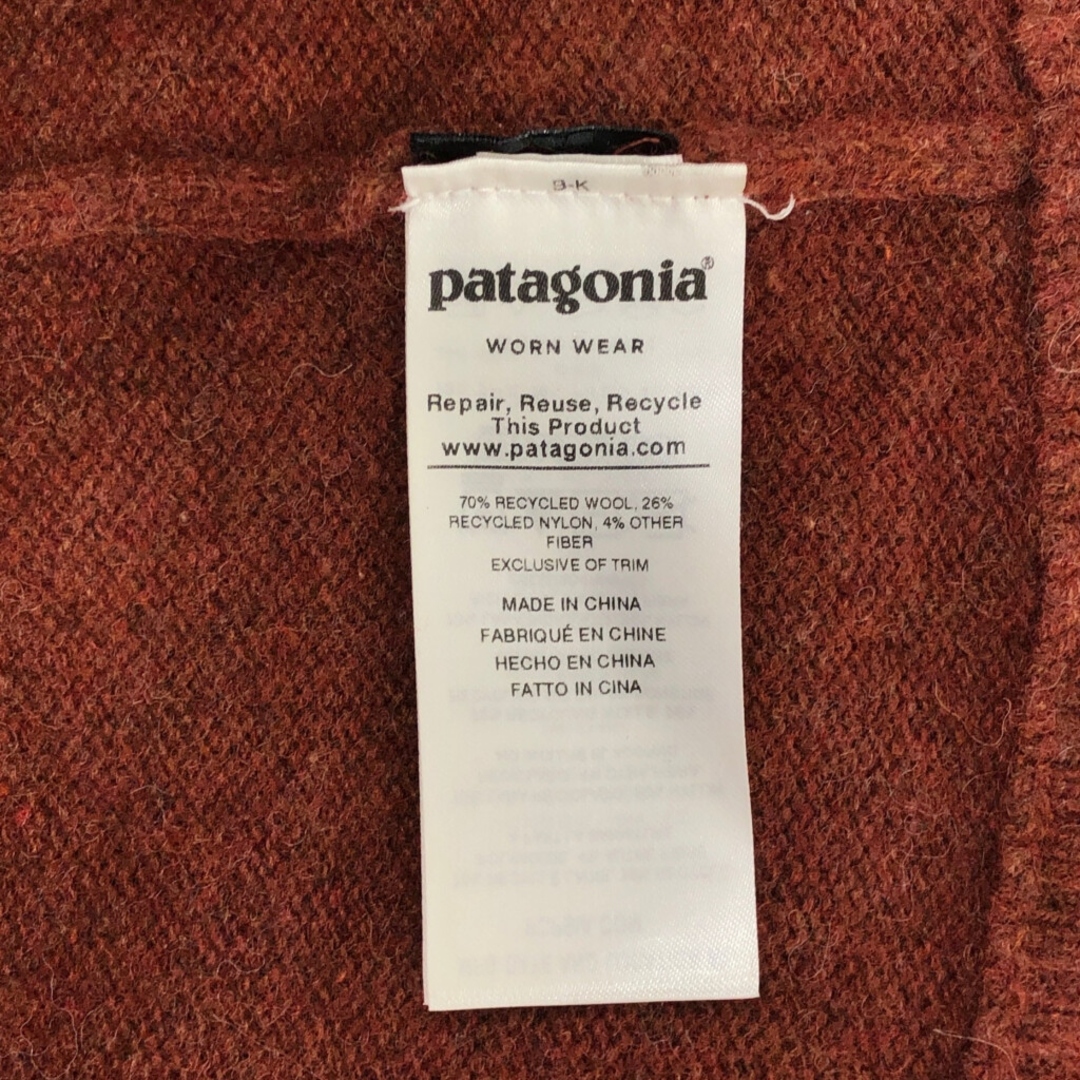 9-K
patagonia®
WORN WEAR
Repair, Reuse, Recycle
This Product
www.patagonia.com
70% RECYCLED WOOL, 26%
RECYCLED NYLON, 4% OTHER
FIBER
EXCLUSIVE OF TRIM
MADE IN CHINA
FABRIQUÉ EN CHINE
HECHO EN CHINA
FATTO IN CINA